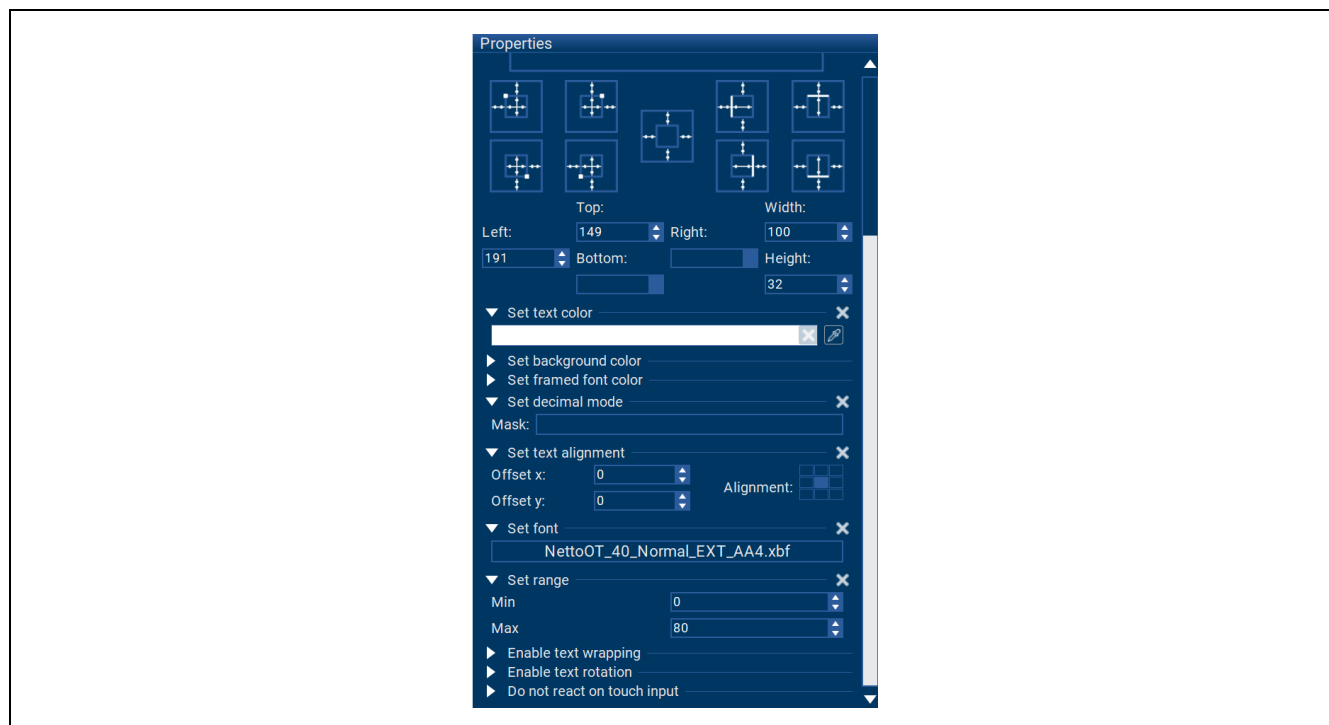 Properties
Top: Width:
Left: 149 Right: 100
191 Bottom: Height:
32
Set text color
Set background color
Set framed font color
Set decimal mode
Mask:
Set text alignment
Offset x: 0
Alignment:
Offset y: 0
Set font
NettoOT_40_Normal_EXT_AA4.xbf
Set range
Min 0
Max 80
Enable text wrapping
Enable text rotation
Do not react on touch input